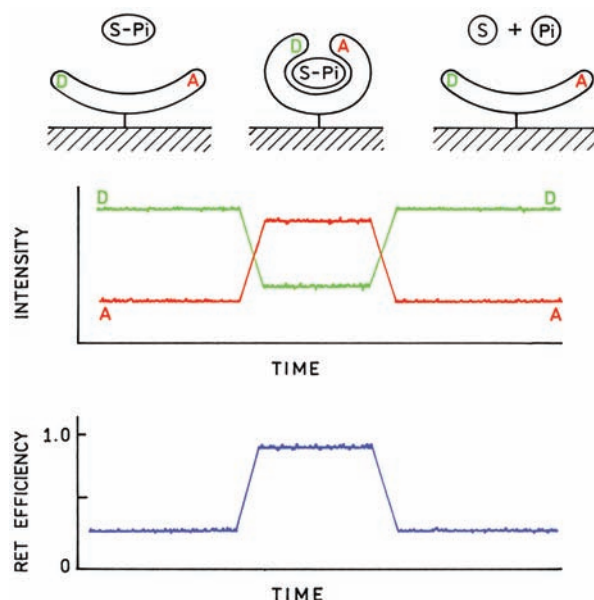 S-Pi
S + Pi
D A
D A
S-Pi
D A
D D
INTENSITY
A A
TIME
1.0
RET EFFICIENCY
0
TIME